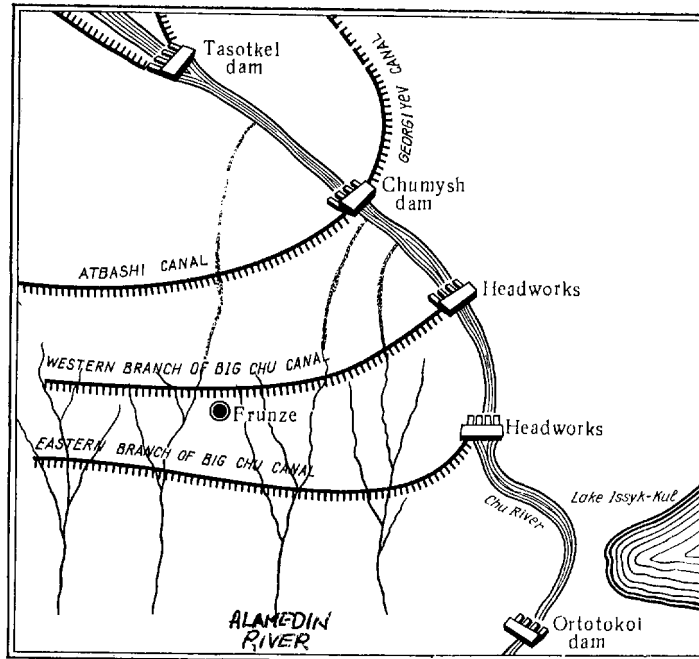 Tasotkel
dam
GEORGIYEV CANAL
Chumysh
dam
ATBASHI CANAL
Headworks
WESTERN BRANCH OF BIG CHU CANAL
Frunze
Headworks
EASTERN BRANCH OF BIG CHU CANAL
Lake Issyk-Kul
Chu River
ALAMEDIN
RIVER
Ortotokoi
dam